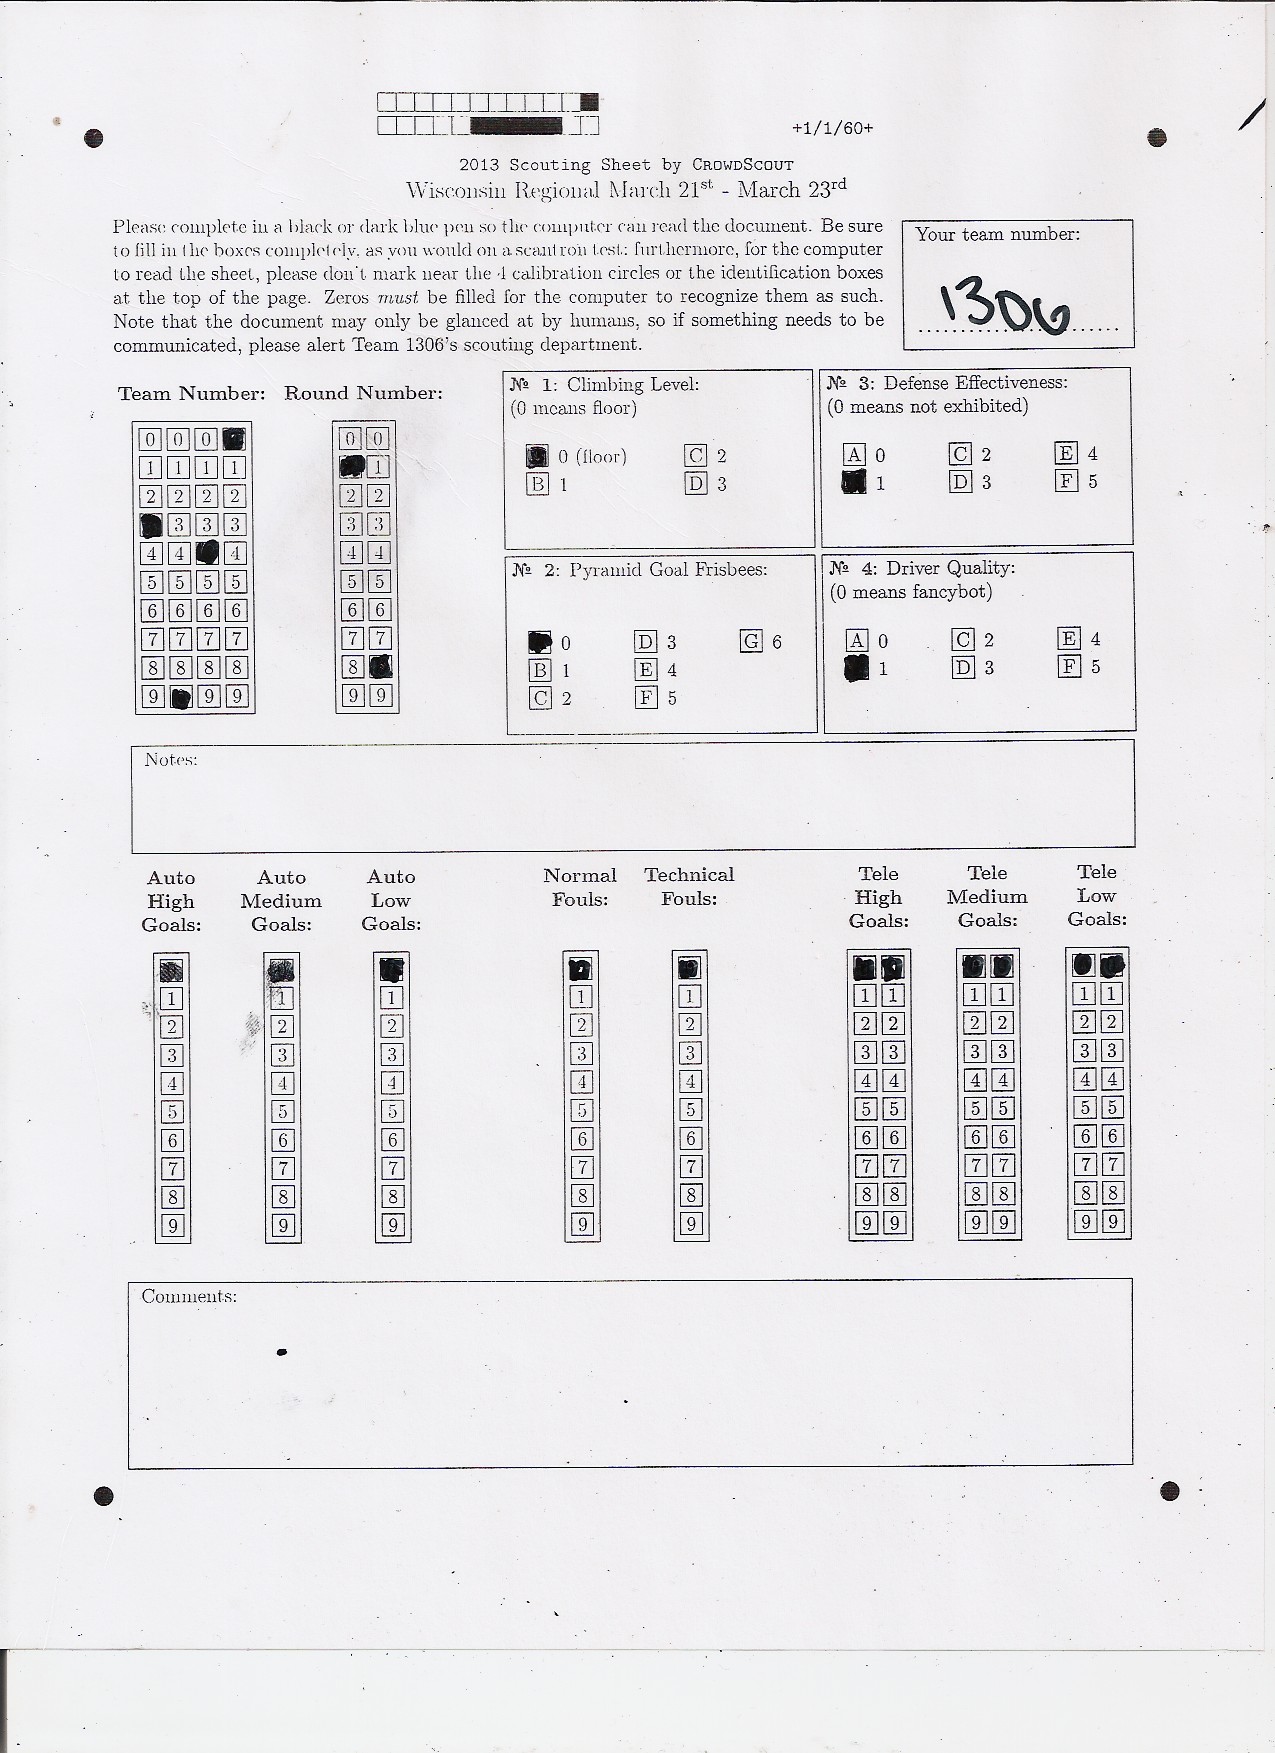 +1/1/60+
2013 Scouting Sheet by CROWDSCOUT
Wisconsin Regional March 21st - March 23rd
Please complete in a black or dark blue pen so the computer can read the document. Be sure
to fill in the boxes completely, as you would on a scantron test; furthermore, for the computer
to read the sheet, please don't mark near the 4 calibration circles or the identification boxes
at the top of the page. Zeros must be filled for the computer to recognize them as such.
Note that the document may only be glanced at by humans, so if something needs to be
communicated, please alert Team 1306's scouting department.
Your team number:
1306
Team Number: Round Number:
0 0 0 0 0
1 1 1 1 1
2 2 2 2 2 2
3 3 3 3 3
4 4 4 4 4
5 5 5 5 5 5
6 6 6 6 6 6
7 7 7 7 7 7
8 8 8 8 8
9 9 9 9 9
№ 1: Climbing Level:
(0 means floor)
0 (floor) C 2
B 1 D 3
№ 3: Defense Effectiveness:
(0 means not exhibited)
A 0 C 2 E 4
1 D 3 F 5
№ 2: Pyramid Goal Frisbees:
0 D 3 G 6
B 1 E 4
C 2 F 5
№ 4: Driver Quality:
(0 means fancybot)
A 0 C 2 E 4
1 D 3 F 5
Notes:
Auto Auto Auto Normal Technical Tele Tele Tele
High Medium Low Fouls: Fouls: High Medium Low
Goals: Goals: Goals: Goals: Goals: Goals:
1 1 1 1 1 1 1 1 1 1 1
2 2 2 2 2 2 2 2 2 2 2
3 3 3 3 3 3 3 3 3 3 3
4 4 4 4 4 4 4 4 4 4 4
5 5 5 5 5 5 5 5 5 5 5
6 6 6 6 6 6 6 6 6 6 6
7 7 7 7 7 7 7 7 7 7 7
8 8 8 8 8 8 8 8 8 8 8
9 9 9 9 9 9 9 9 9 9 9
Comments: